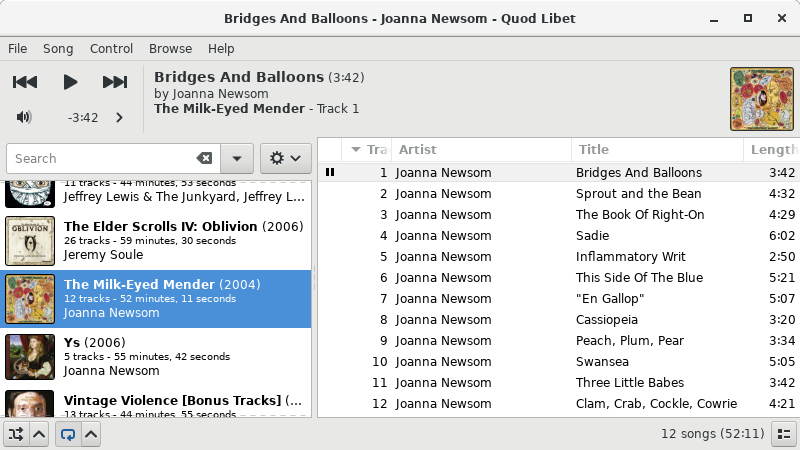 Bridges And Balloons - Joanna Newsom - Quod Libet
File Song Control Browse Help
Bridges And Balloons (3:42)
by Joanna Newsom
The Milk-Eyed Mender - Track 1
-3:42
Search
11 tracks - 44 minutes, 53 seconds
Jeffrey Lewis & The Junkyard, Jeffrey L...
OBLIVION
The Elder Scrolls IV: Oblivion (2006)
26 tracks - 59 minutes, 30 seconds
Jeremy Soule
The Milk-Eyed Mender (2004)
12 tracks - 52 minutes, 11 seconds
Joanna Newsom
Ys (2006)
5 tracks - 55 minutes, 42 seconds
Joanna Newsom
Vintage Violence [Bonus Tracks] (...
13 tracks - 44 minutes, 55 seconds
Tra Artist Title Length
1 Joanna Newsom Bridges And Balloons 3:42
2 Joanna Newsom Sprout and the Bean 4:32
3 Joanna Newsom The Book Of Right-On 4:29
4 Joanna Newsom Sadie 6:02
5 Joanna Newsom Inflammatory Writ 2:50
6 Joanna Newsom This Side Of The Blue 5:21
7 Joanna Newsom "En Gallop" 5:07
8 Joanna Newsom Cassiopeia 3:20
9 Joanna Newsom Peach, Plum, Pear 3:34
10 Joanna Newsom Swansea 5:05
11 Joanna Newsom Three Little Babes 3:42
12 Joanna Newsom Clam, Crab, Cockle, Cowrie 4:21
12 songs (52:11)